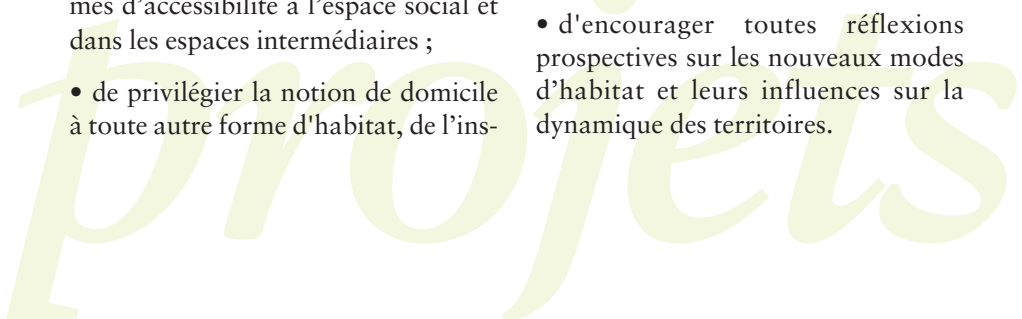 mes d’accessibilité à l’espace social et
dans les espaces intermédiaires ;
• de privilégier la notion de domicile
à toute autre forme d'habitat, de l’ins-
• d'encourager toutes réflexions
prospectives sur les nouveaux modes
d’habitat et leurs influences sur la
dynamique des territoires.
projets